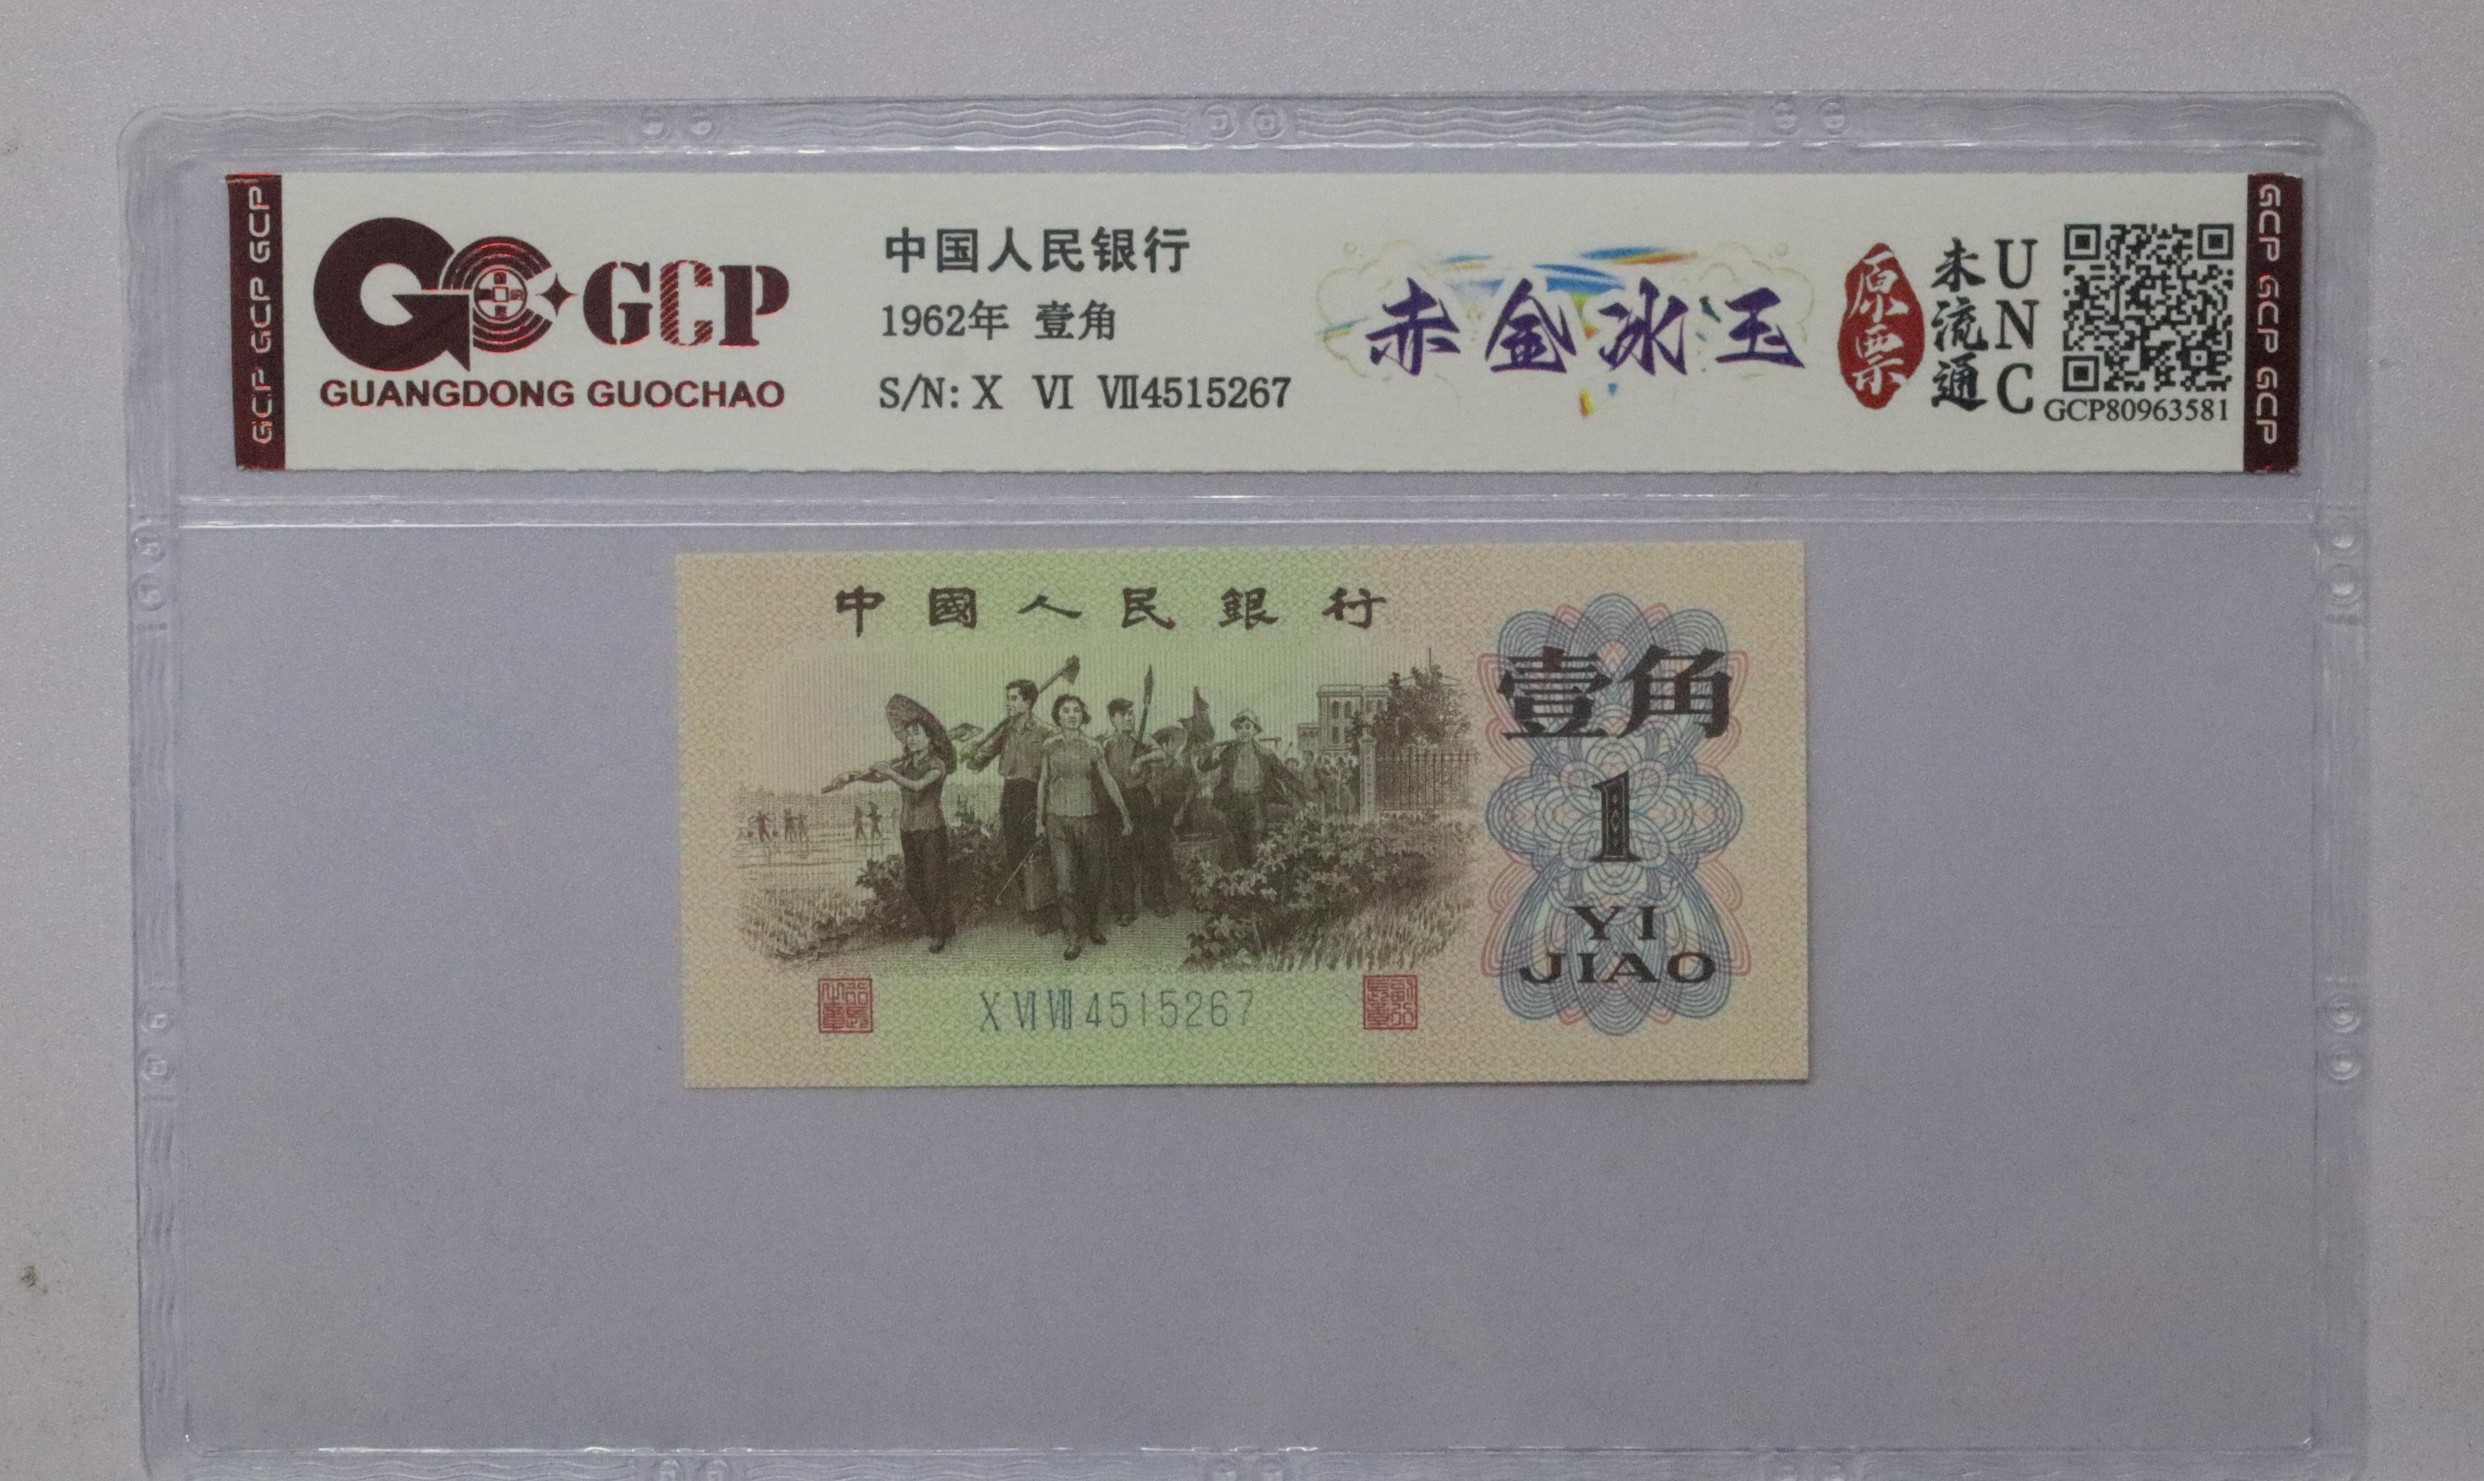 GCP GCP GCP
GCP
GUANGDONG GUOCHAO
中国人民银行
1962年 壹角
S/N: X Ⅵ Ⅶ4515267
赤金冰玉
原票
未流通
UNC
GCP80963581
GCP GCP GCP
中國人民銀行
壹角
1
YI
JIAO
X Ⅵ Ⅶ 4515267